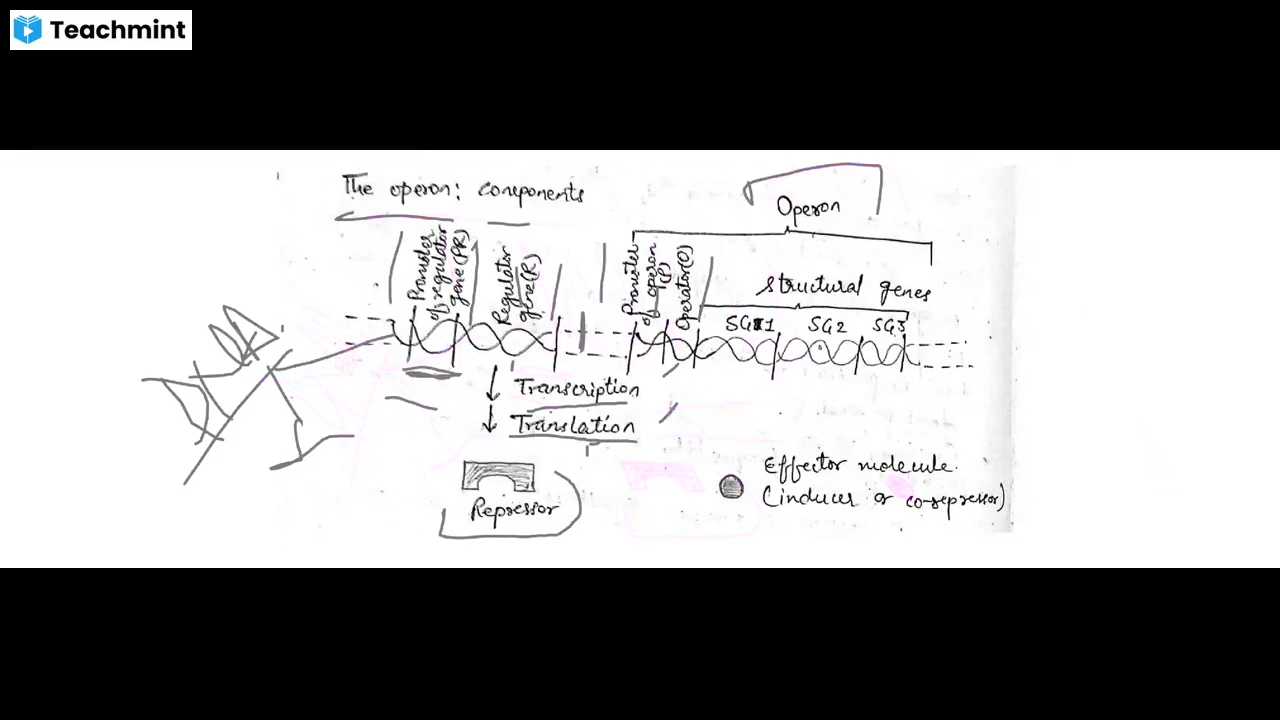 Teachmint
The operon: components
Operon
Promoter
of regulator
gene (PR)
Regulator
gene (R)
Promoter
of operon
(P)
Operator (O)
structural genes
SG1 SG2 SG3
Transcription
Translation
Repressor
Effector molecule
(inducer or co-repressor)